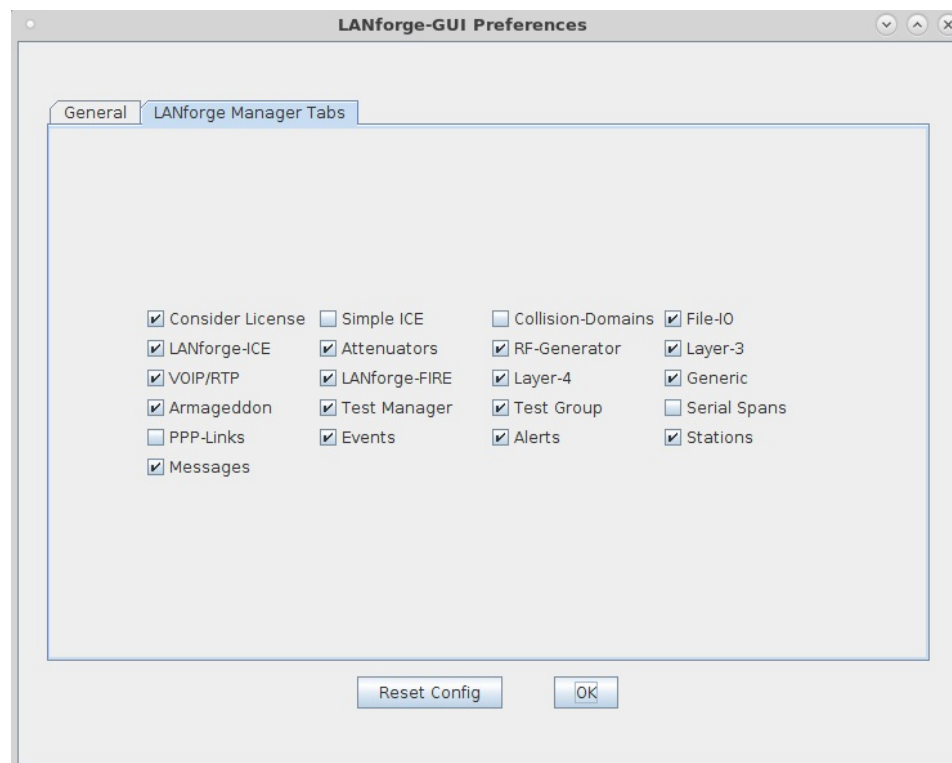 LANforge-GUI Preferences
General LANforge Manager Tabs
Consider License Simple ICE Collision-Domains File-IO
LANforge-ICE Attenuators RF-Generator Layer-3
VOIP/RTP LANforge-FIRE Layer-4 Generic
Armageddon Test Manager Test Group Serial Spans
PPP-Links Events Alerts Stations
Messages
Reset Config OK